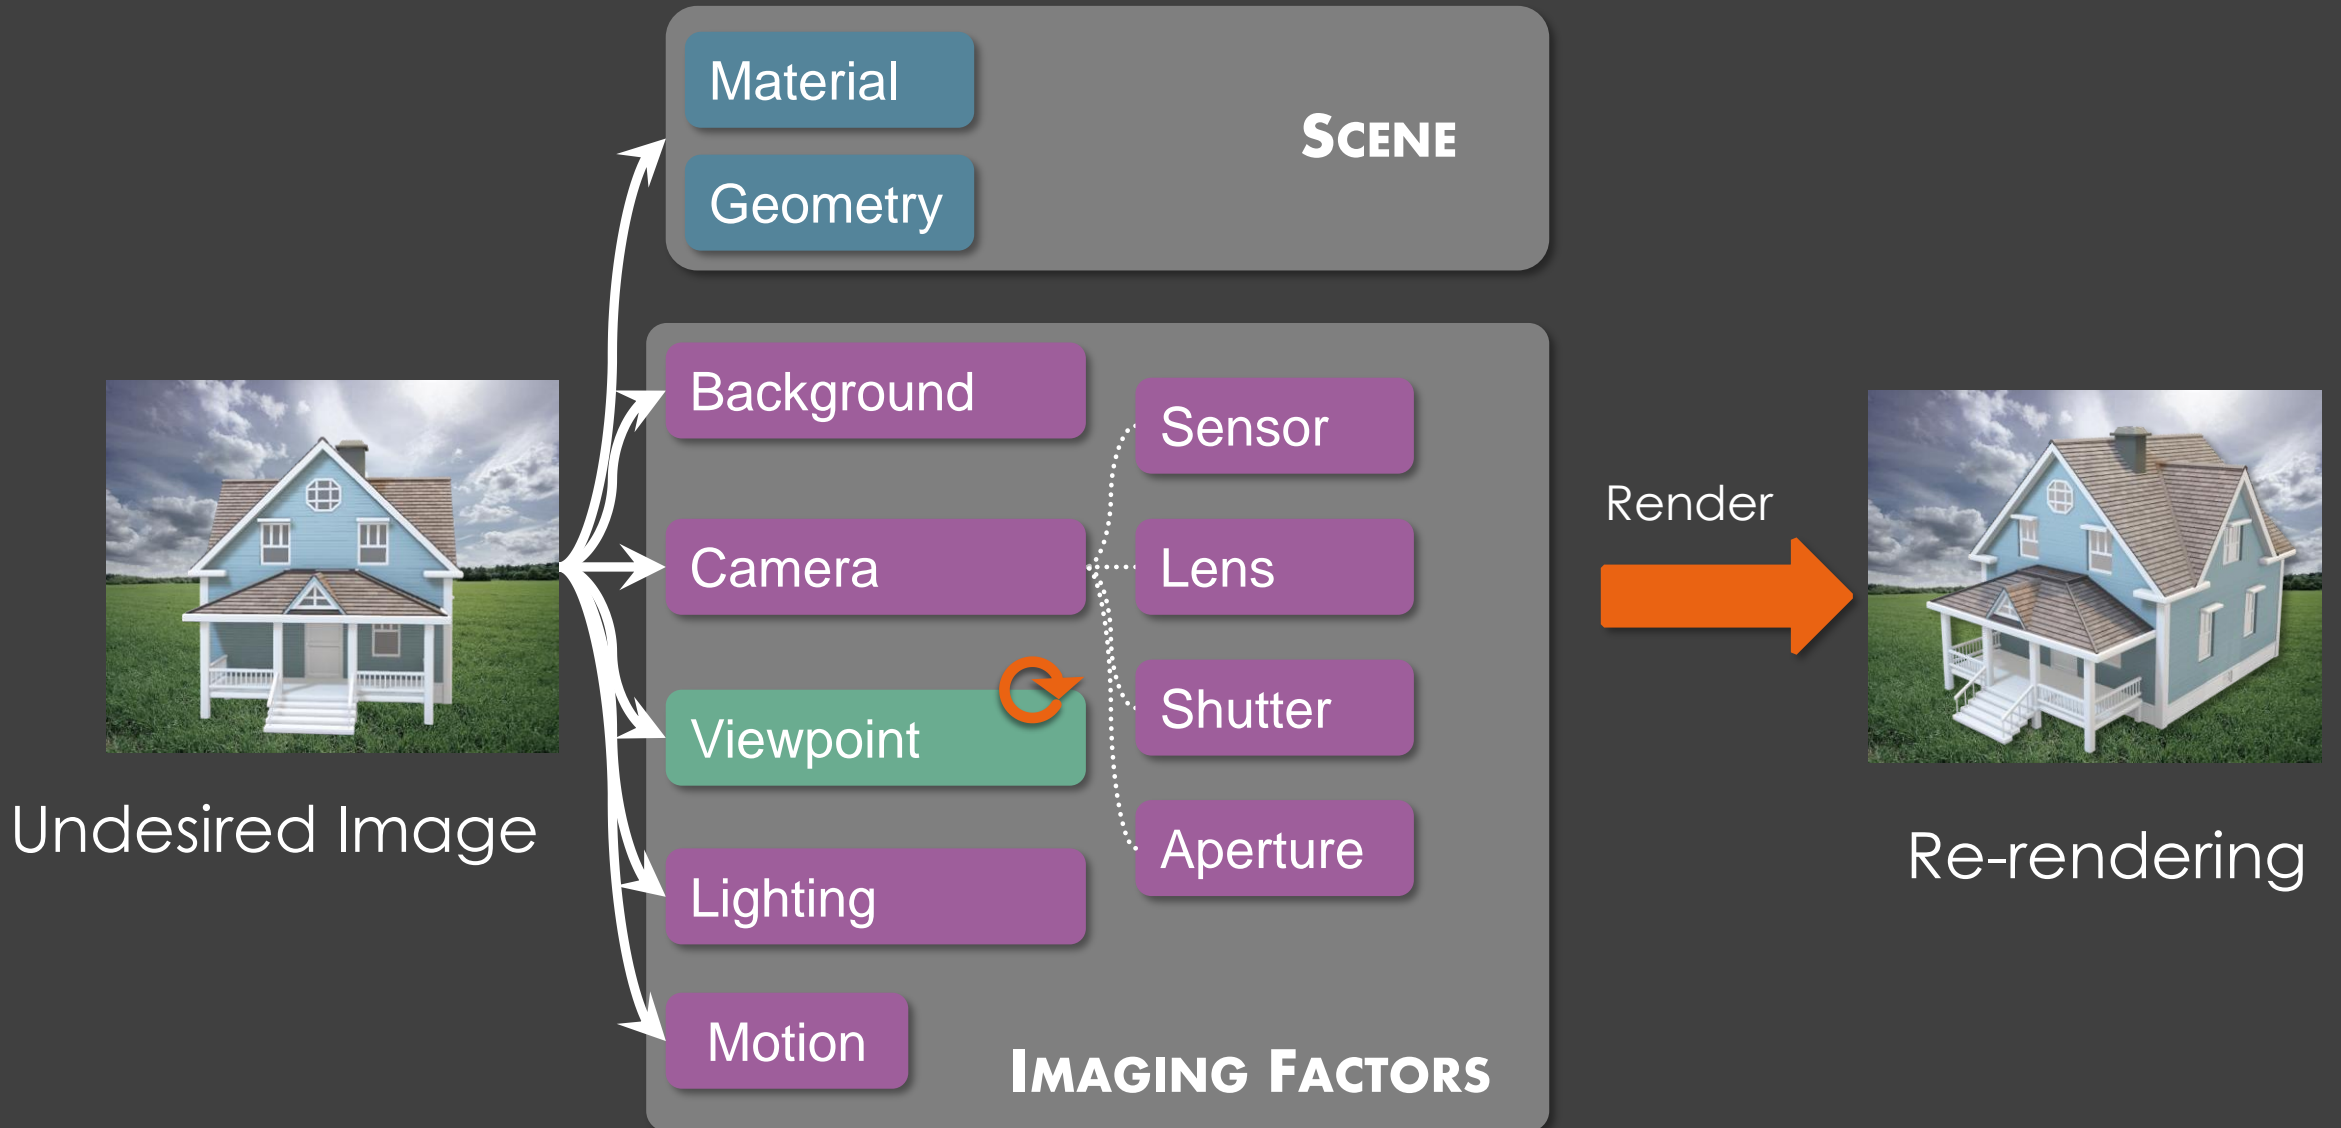 Material
Geometry
SCENE
Background
Camera
Viewpoint
Lighting
Motion
Sensor
Lens
Shutter
Aperture
IMAGING FACTORS
Undesired Image
Render
Re-rendering